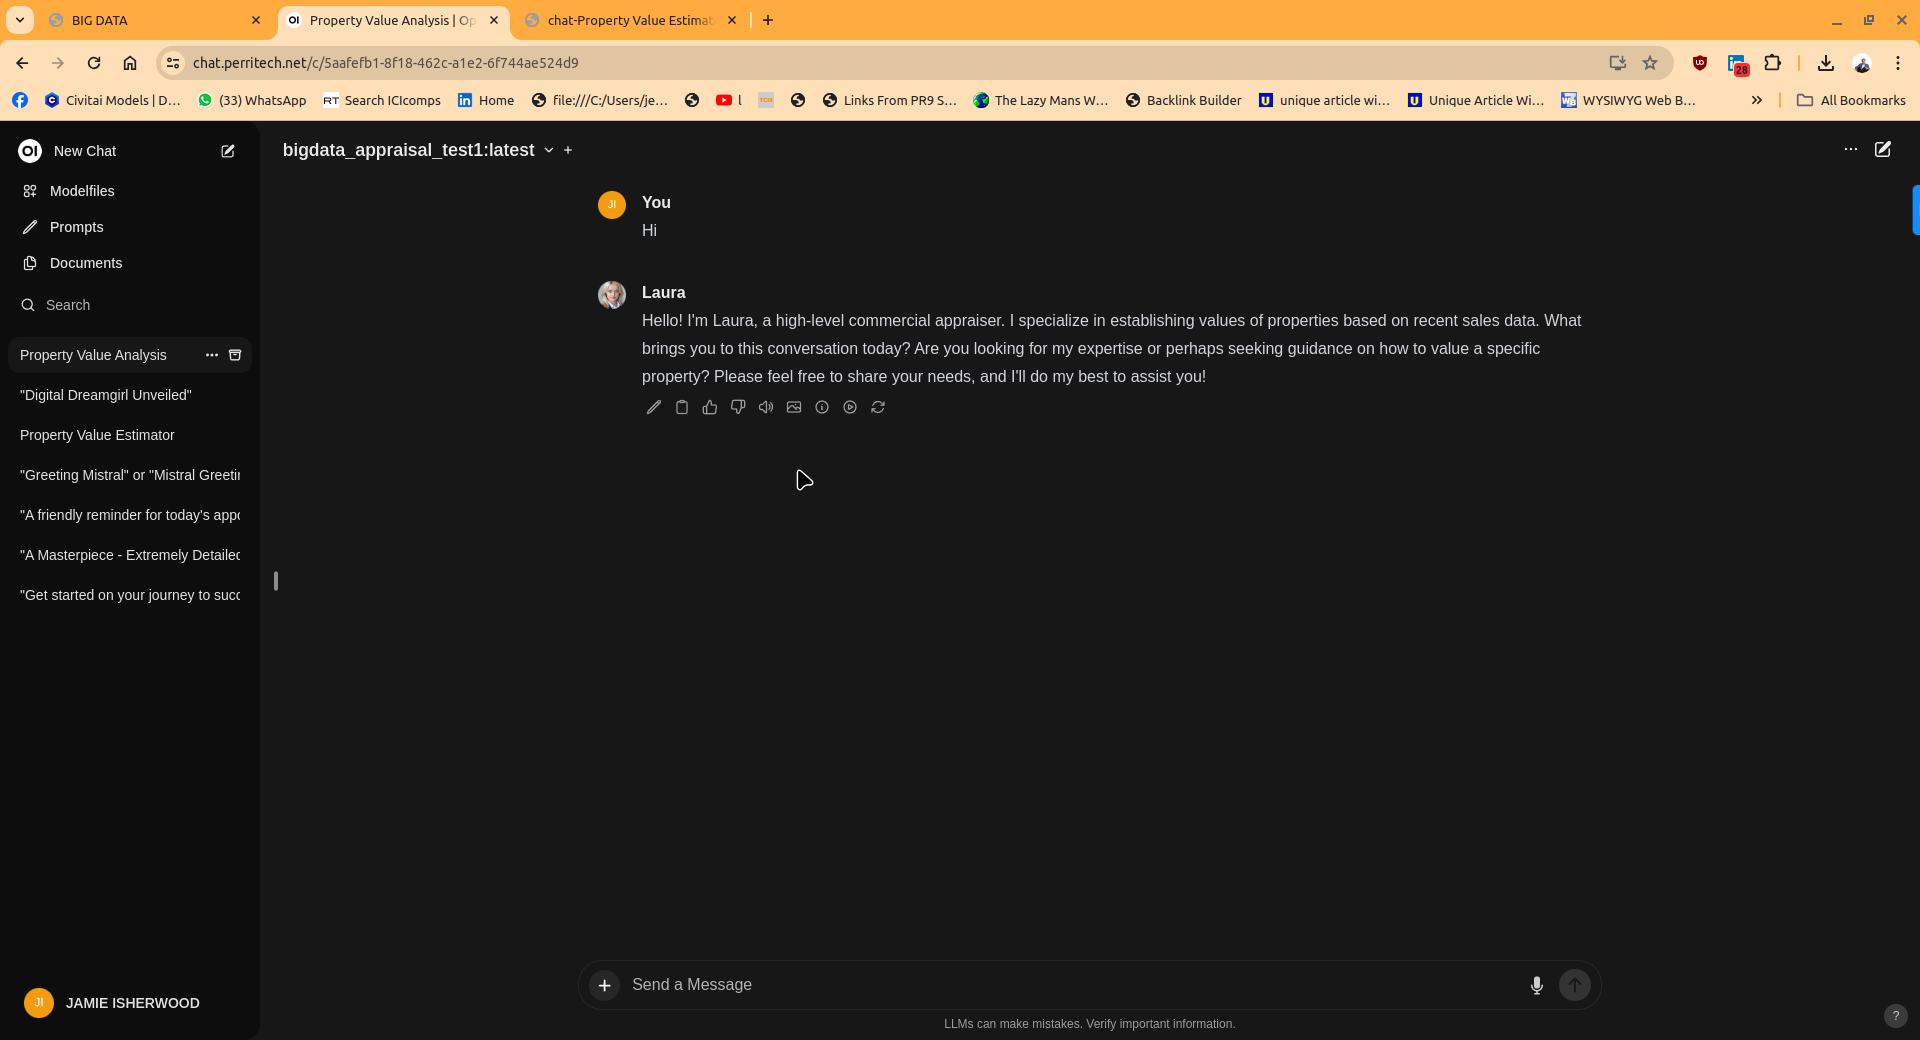 BIG DATA
Property Value Analysis | Op
chat-Property Value Estimat
chat.perritech.net/c/5aafefb1-8f18-462c-a1e2-6f744ae524d9
28
Civitai Models | D…
(33) WhatsApp
RT Search ICIcomps
Home
file:///C:/Users/je…
l
Links From PR9 S…
The Lazy Mans W…
Backlink Builder
unique article wi…
Unique Article Wi…
WYSIWYG Web B…
All Bookmarks
OI New Chat
Modelfiles
Prompts
Documents
Search
Property Value Analysis
"Digital Dreamgirl Unveiled"
Property Value Estimator
"Greeting Mistral" or "Mistral Greetin
"A friendly reminder for today's appo
"A Masterpiece - Extremely Detailed
"Get started on your journey to succ
JI JAMIE ISHERWOOD
bigdata_appraisal_test1:latest
JI You
Hi
Laura
Hello! I'm Laura, a high-level commercial appraiser. I specialize in establishing values of properties based on recent sales data. What
brings you to this conversation today? Are you looking for my expertise or perhaps seeking guidance on how to value a specific
property? Please feel free to share your needs, and I'll do my best to assist you!
Send a Message
LLMs can make mistakes. Verify important information.
?